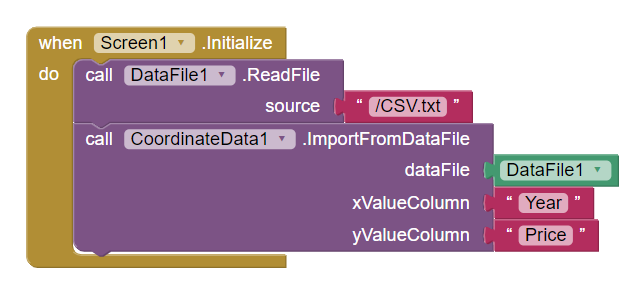 when Screen1 .Initialize
do call DataFile1 .ReadFile
source " /CSV.txt "
call CoordinateData1 .ImportFromDataFile
dataFile DataFile1
xValueColumn " Year "
yValueColumn " Price "